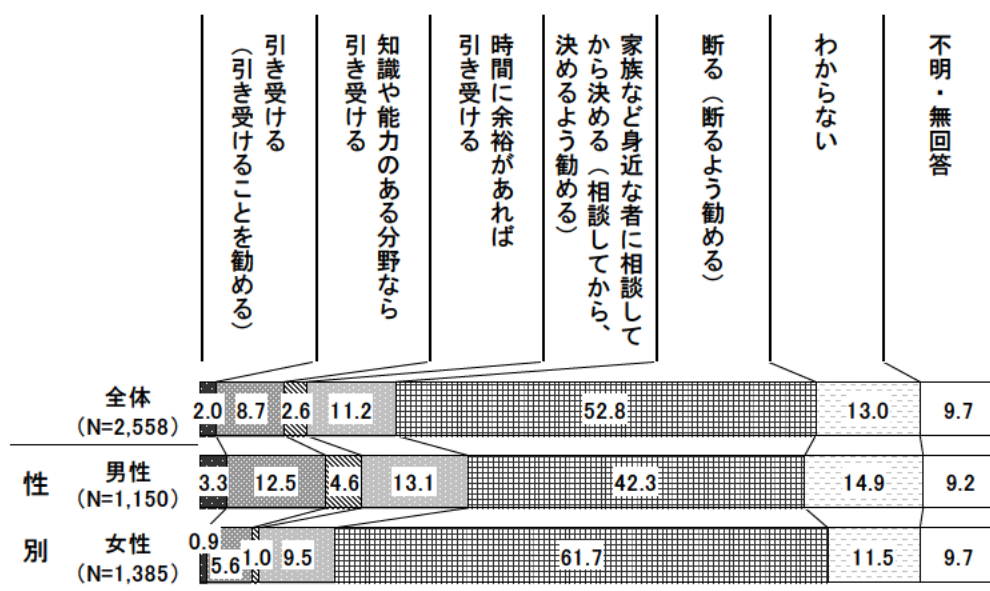 引き受ける
（引き受けることを勧める）
知識や能力のある分野なら
引き受ける
時間に余裕があれば
引き受ける
家族など身近な者に相談して
から決める（相談してから、
決めるよう勧める）
断る（断るよう勧める）
わからない
不明・無回答
全体
（N=2,558）
2.0 8.7 2.6 11.2 52.8 13.0 9.7
性別
男性
（N=1,150）
3.3 12.5 4.6 13.1 42.3 14.9 9.2
女性
（N=1,385）
0.9 5.6 1.0 9.5 61.7 11.5 9.7